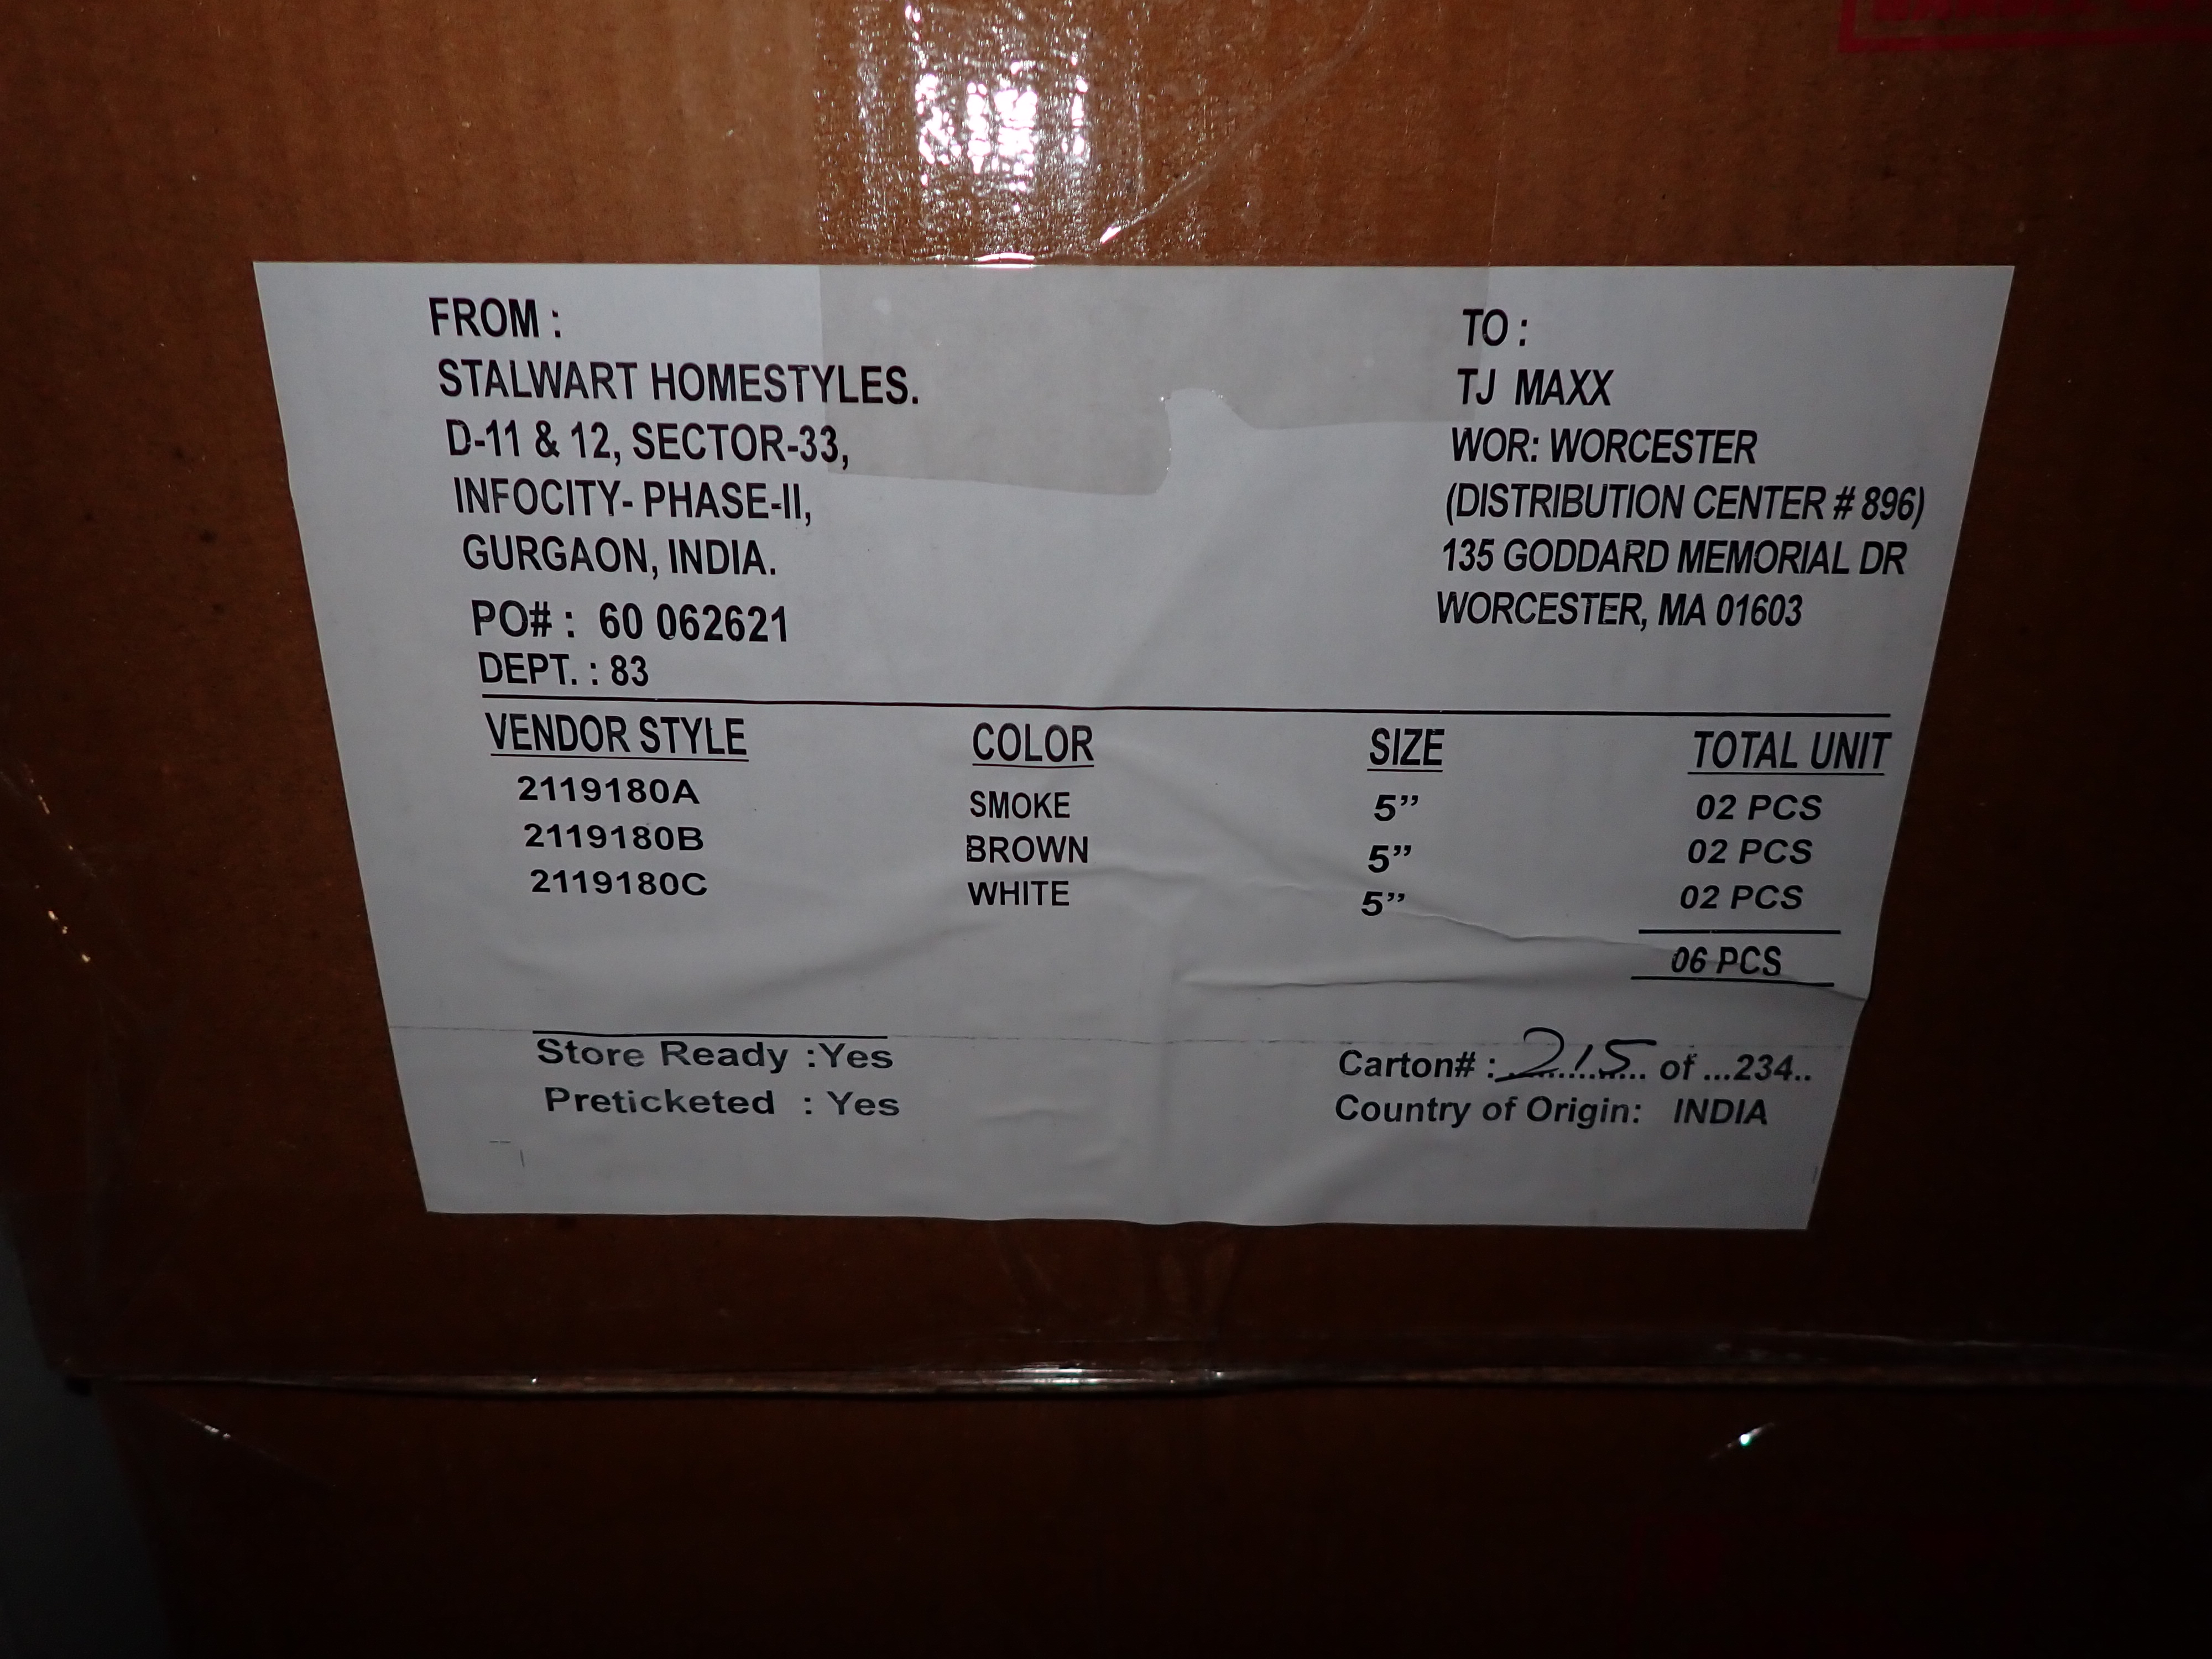 FROM :
STALWART HOMESTYLES.
D-11 & 12, SECTOR-33,
INFOCITY- PHASE-II,
GURGAON, INDIA.
PO# : 60 062621
DEPT. : 83
TO :
TJ MAXX
WOR: WORCESTER
(DISTRIBUTION CENTER # 896)
135 GODDARD MEMORIAL DR
WORCESTER, MA 01603
VENDOR STYLE COLOR SIZE TOTAL UNIT
2119180A SMOKE 5” 02 PCS
2119180B BROWN 5” 02 PCS
2119180C WHITE 5” 02 PCS
06 PCS
Store Ready :Yes
Preticketed : Yes
Carton# : 215 of ...234..
Country of Origin: INDIA